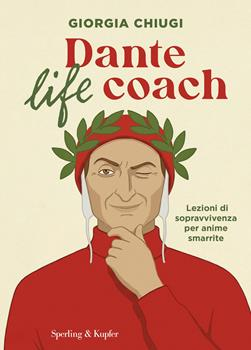 GIORGIA CHIUGI
Dante
life coach
Lezioni di
sopravvivenza
per anime
smarrite
Sperling & Kupfer